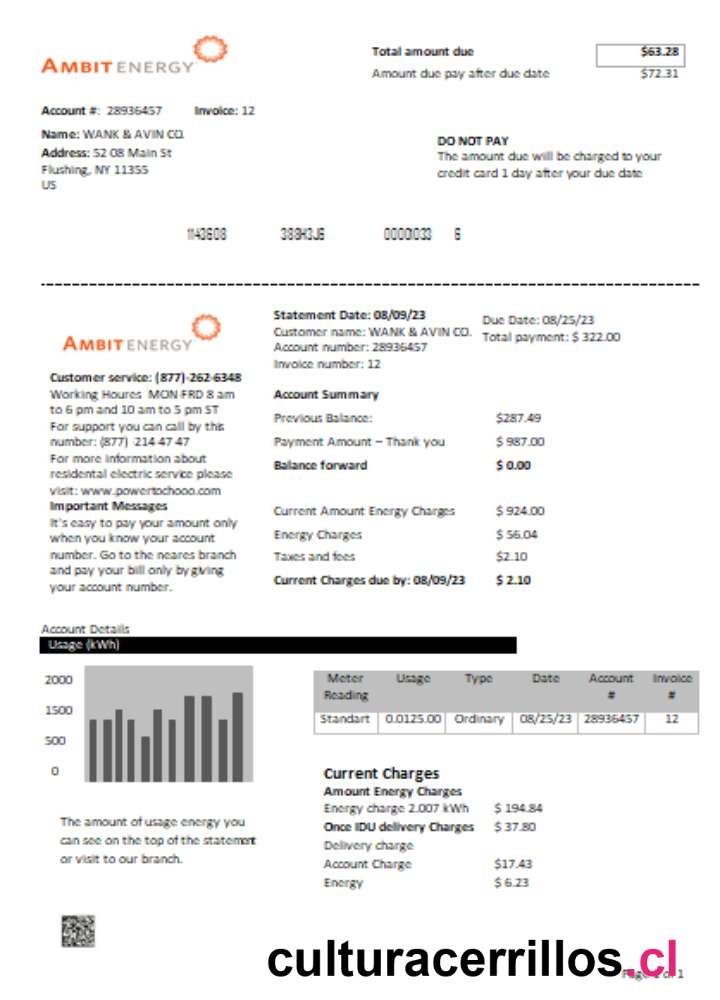 AMBIT ENERGY
Total amount due $63.28
Amount due pay after due date $72.31
Account #: 28936457 Invoice: 12
Name: WANK & AVIN CO.
Address: 52 08 Main St
Flushing, NY 11355
US
DO NOT PAY
The amount due will be charged to your
credit card 1 day after your due date
1143608 389H3J6 00001033 6
AMBIT ENERGY
Customer service: (877)-262-6348
Working Houres MON-FRD 8 am
to 6 pm and 10 am to 5 pm ST
For support you can call by this
number: (877) -214-47-47
For more information about
residental electric service please
visit: www.powertochooo.com
Important Messages
It's easy to pay your amount only
when you know your account
number. Go to the neares branch
and pay your bill only by giving
your account number.
Statement Date: 08/09/23
Customer name: WANK & AVIN CO.
Account number: 28936457
Invoice number: 12
Due Date: 08/25/23
Total payment: $ 322.00
Account Summary
Previous Balance: $287.49
Payment Amount – Thank you $ 987.00
Balance forward $ 0.00
Current Amount Energy Charges $ 924.00
Energy Charges $ 56.04
Taxes and fees $2.10
Current Charges due by: 08/09/23 $ 2.10
Account Details
Usage (kWh)
2000
1500
500
0
The amount of usage energy you
can see on the top of the statement
or visit to our branch.
Meter Reading Usage Type Date Account # Invoice #
Standart 0.0125.00 Ordinary 08/25/23 28936457 12
Current Charges
Amount Energy Charges
Energy charge 2.007 kWh $ 194.84
Once IDU delivery Charges $ 37.80
Delivery charge
Account Charge $17.43
Energy $ 6.23
culturacerrillos.cl